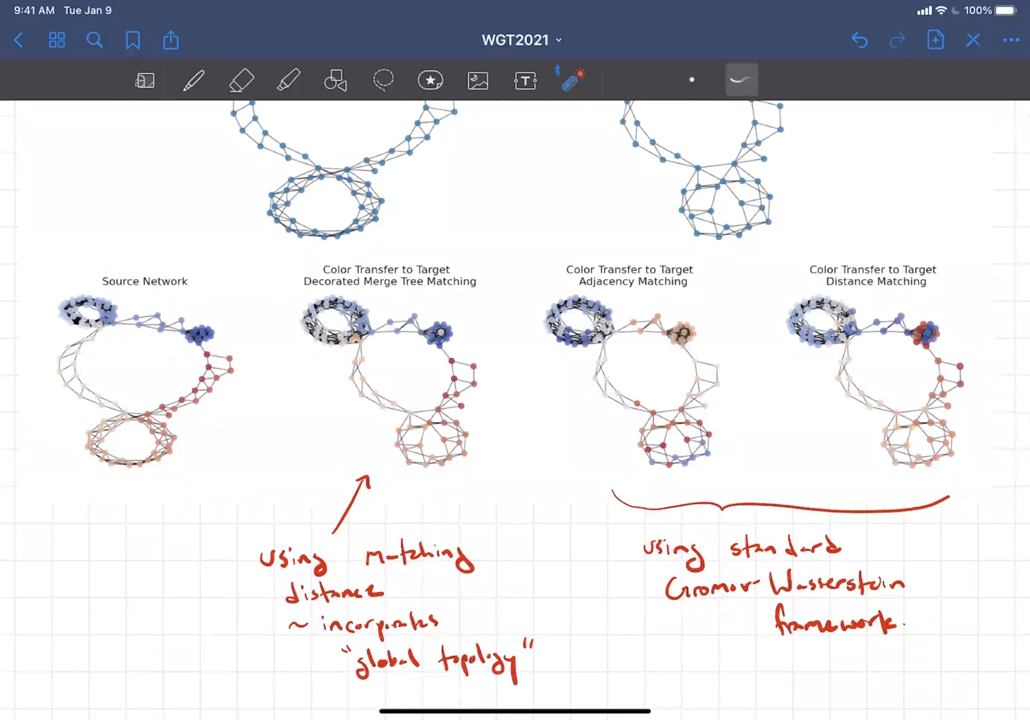 9:41 AM Tue Jan 9
100%
WGT2021
T
Source Network
Color Transfer to Target
Decorated Merge Tree Matching
Color Transfer to Target
Adjacency Matching
Color Transfer to Target
Distance Matching
using matching
distance
~ incorporates
"global topology"
using standard
Gromov-Wasserstein
framework.